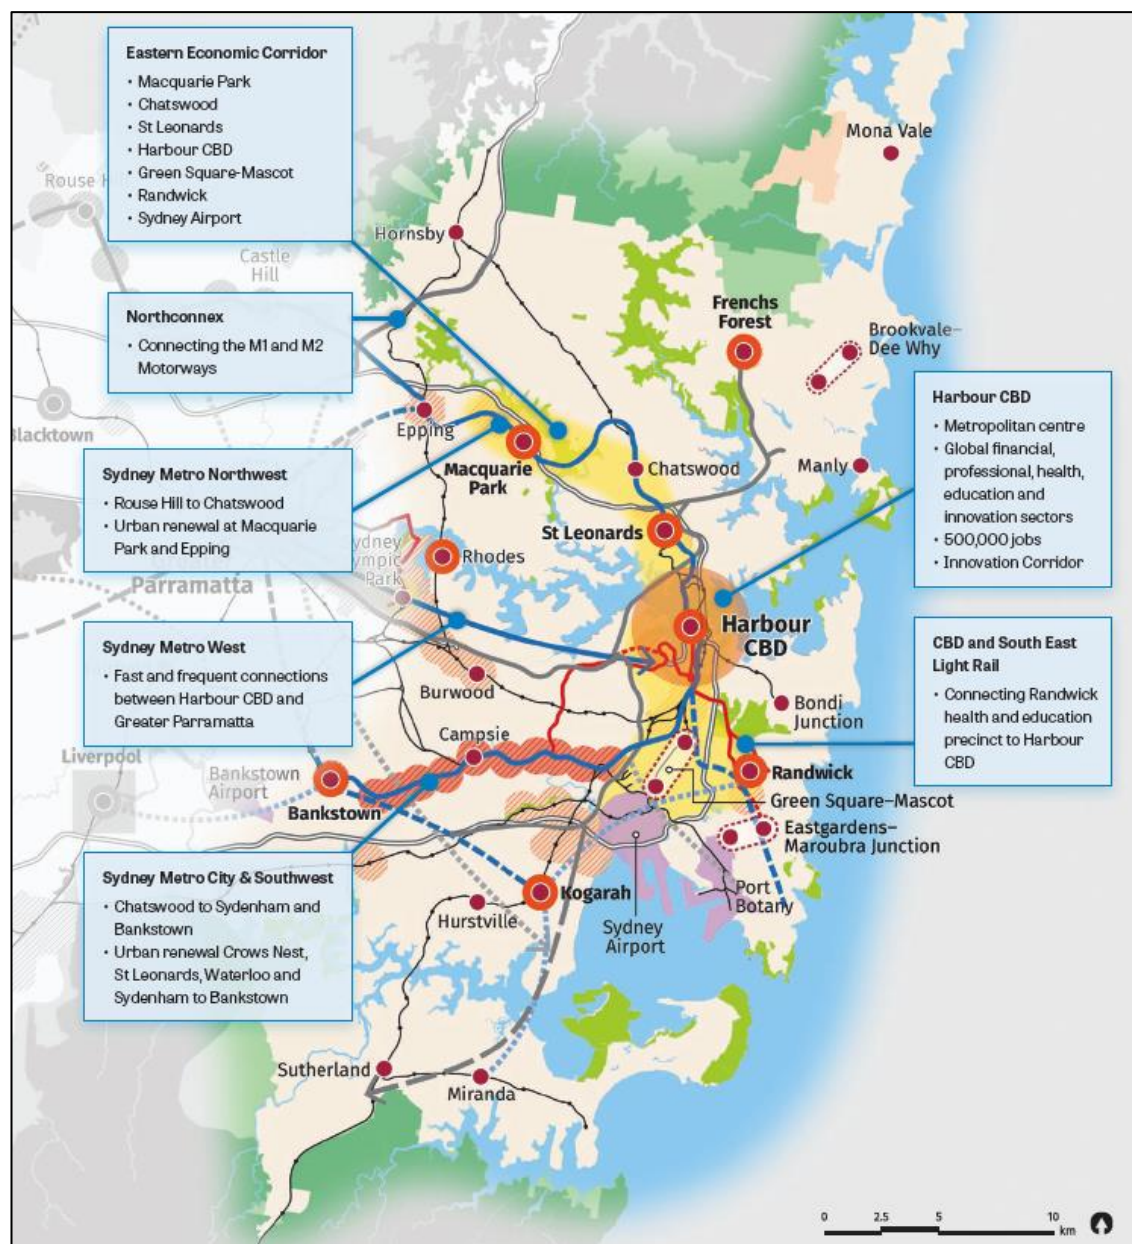 Eastern Economic Corridor
• Macquarie Park
• Chatswood
• St Leonards
• Harbour CBD
• Green Square-Mascot
• Randwick
• Sydney Airport
Rouse
Castle
Hill
Hornsby
Mona Vale
Northconnex
• Connecting the M1 and M2
Motorways
Frenchs
Forest
Brookvale–
Dee Why
Blacktown
Epping
Macquarie
Park
Chatswood
Manly
Harbour CBD
• Metropolitan centre
• Global financial,
professional, health,
education and
innovation sectors
• 500,000 jobs
• Innovation Corridor
Sydney Metro Northwest
• Rouse Hill to Chatswood
• Urban renewal at Macquarie
Park and Epping
St Leonards
Rhodes
Sydney
Olympic
Park
Parramatta
Harbour
CBD
CBD and South East
Light Rail
• Connecting Randwick
health and education
precinct to Harbour
CBD
Sydney Metro West
• Fast and frequent connections
between Harbour CBD and
Greater Parramatta
Burwood
Bondi
Junction
Campsie
Liverpool
Bankstown
Airport
Bankstown
Randwick
Green Square–Mascot
Eastgardens–
Maroubra Junction
Sydney Metro City & Southwest
• Chatswood to Sydenham and
Bankstown
• Urban renewal Crows Nest,
St Leonards, Waterloo and
Sydenham to Bankstown
Kogarah
Hurstville
Port
Botany
Sydney
Airport
Sutherland
Miranda
0 2.5 5 10
km